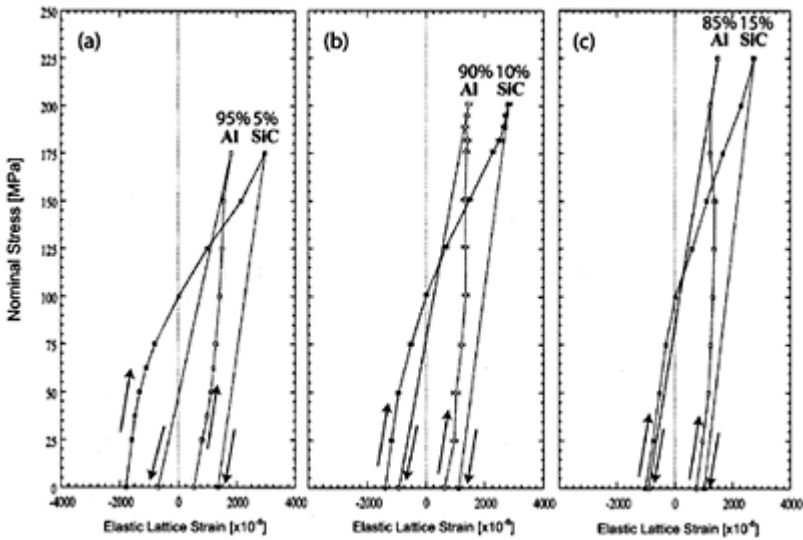 (a)
95% 5%
Al SiC
(b)
90% 10%
Al SiC
(c)
85% 15%
Al SiC
Nominal Stress [MPa]
250
225
200
175
150
125
100
75
50
25
0
-4000 -2000 0 2000 4000
Elastic Lattice Strain [x10⁻⁶]
-4000 -2000 0 2000 4000
Elastic Lattice Strain [x10⁻⁶]
-4000 -2000 0 2000 4000
Elastic Lattice Strain [x10⁻⁶]